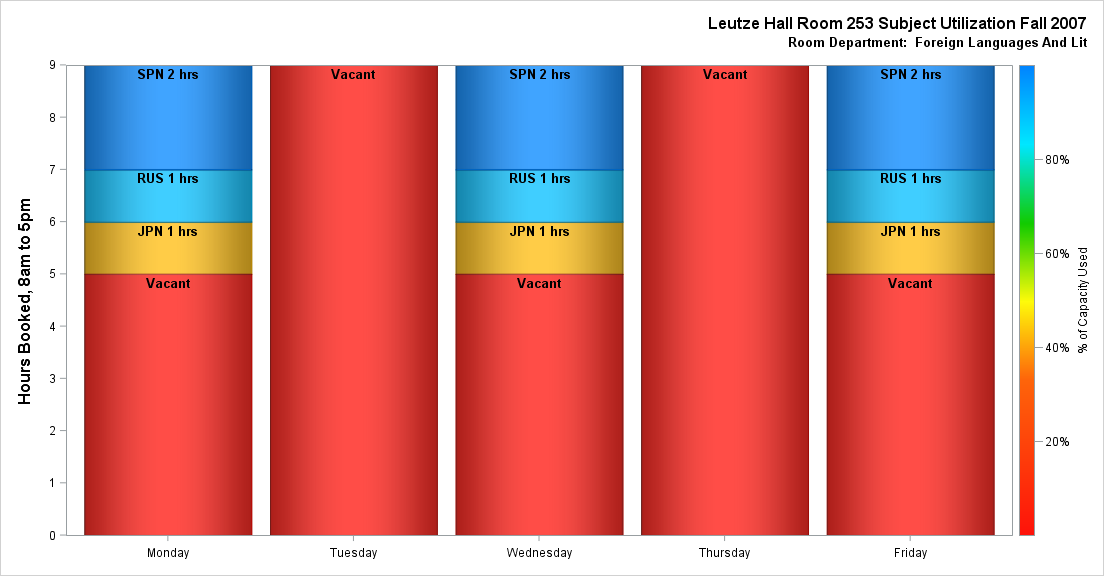 Leutze Hall Room 253 Subject Utilization Fall 2007
Room Department:  Foreign Languages And Lit
Hours Booked, 8am to 5pm
9
8
7
6
5
4
3
2
1
0
SPN 2 hrs
RUS 1 hrs
JPN 1 hrs
Vacant
Vacant
SPN 2 hrs
RUS 1 hrs
JPN 1 hrs
Vacant
Vacant
SPN 2 hrs
RUS 1 hrs
JPN 1 hrs
Vacant
Monday
Tuesday
Wednesday
Thursday
Friday
80%
60%
40%
20%
% of Capacity Used